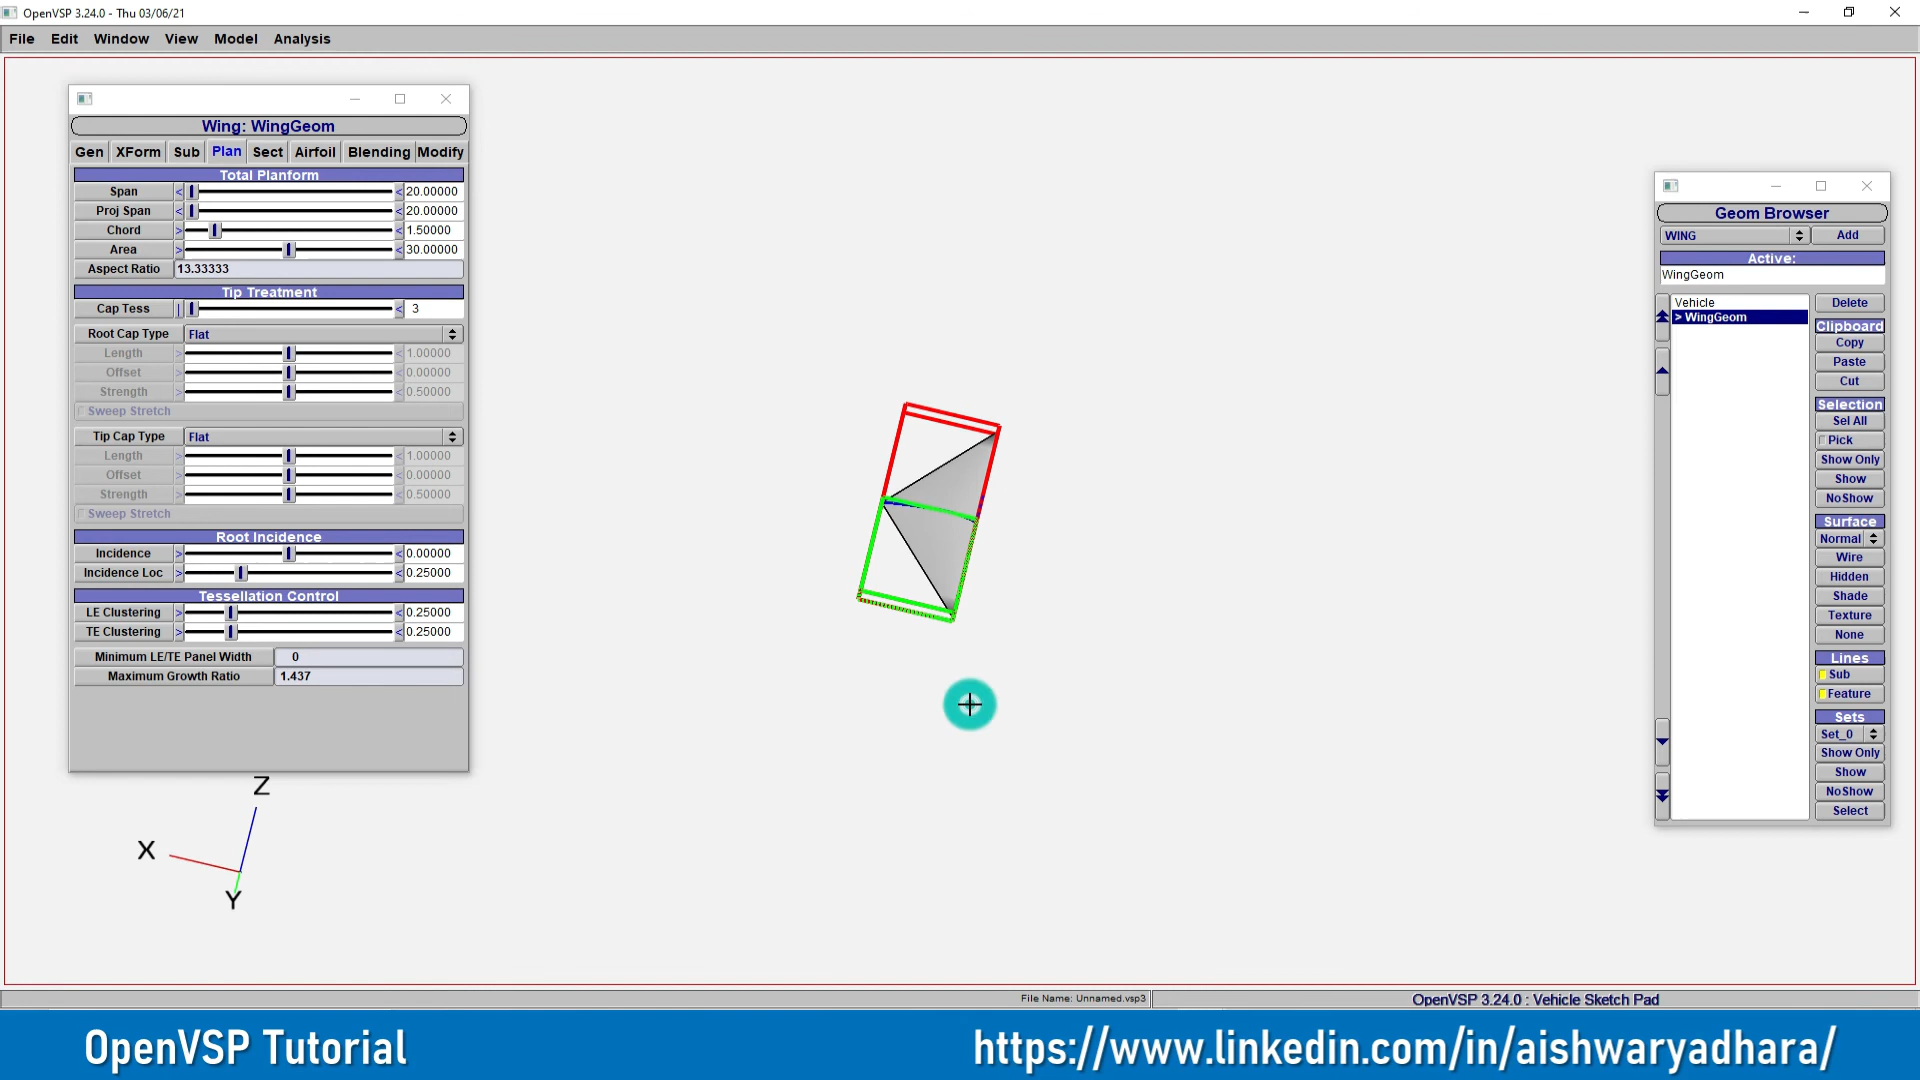 OpenVSP 3.24.0 - Thu 03/06/21
File Edit Window View Model Analysis
Wing: WingGeom
Gen XForm Sub Plan Sect Airfoil Blending Modify
Total Planform
Span < < 20.00000
Proj Span < < 20.00000
Chord > < 1.50000
Area > < 30.00000
Aspect Ratio 13.33333
Tip Treatment
Cap Tess | < 3
Root Cap Type Flat
Length > < 1.00000
Offset > < 0.00000
Strength > < 0.50000
Sweep Stretch
Tip Cap Type Flat
Length > < 1.00000
Offset > < 0.00000
Strength > < 0.50000
Sweep Stretch
Root Incidence
Incidence > < 0.00000
Incidence Loc > < 0.25000
Tessellation Control
LE Clustering > < 0.25000
TE Clustering > < 0.25000
Minimum LE/TE Panel Width 0
Maximum Growth Ratio 1.437
Z
X
Y
Geom Browser
WING Add
Active:
WingGeom
Vehicle
> WingGeom
Delete
Clipboard
Copy
Paste
Cut
Selection
Sel All
Pick
Show Only
Show
NoShow
Surface
Normal
Wire
Hidden
Shade
Texture
None
Lines
Sub
Feature
Sets
Set_0
Show Only
Show
NoShow
Select
File Name: Unnamed.vsp3
OpenVSP 3.24.0 : Vehicle Sketch Pad
OpenVSP Tutorial
https://www.linkedin.com/in/aishwaryadhara/